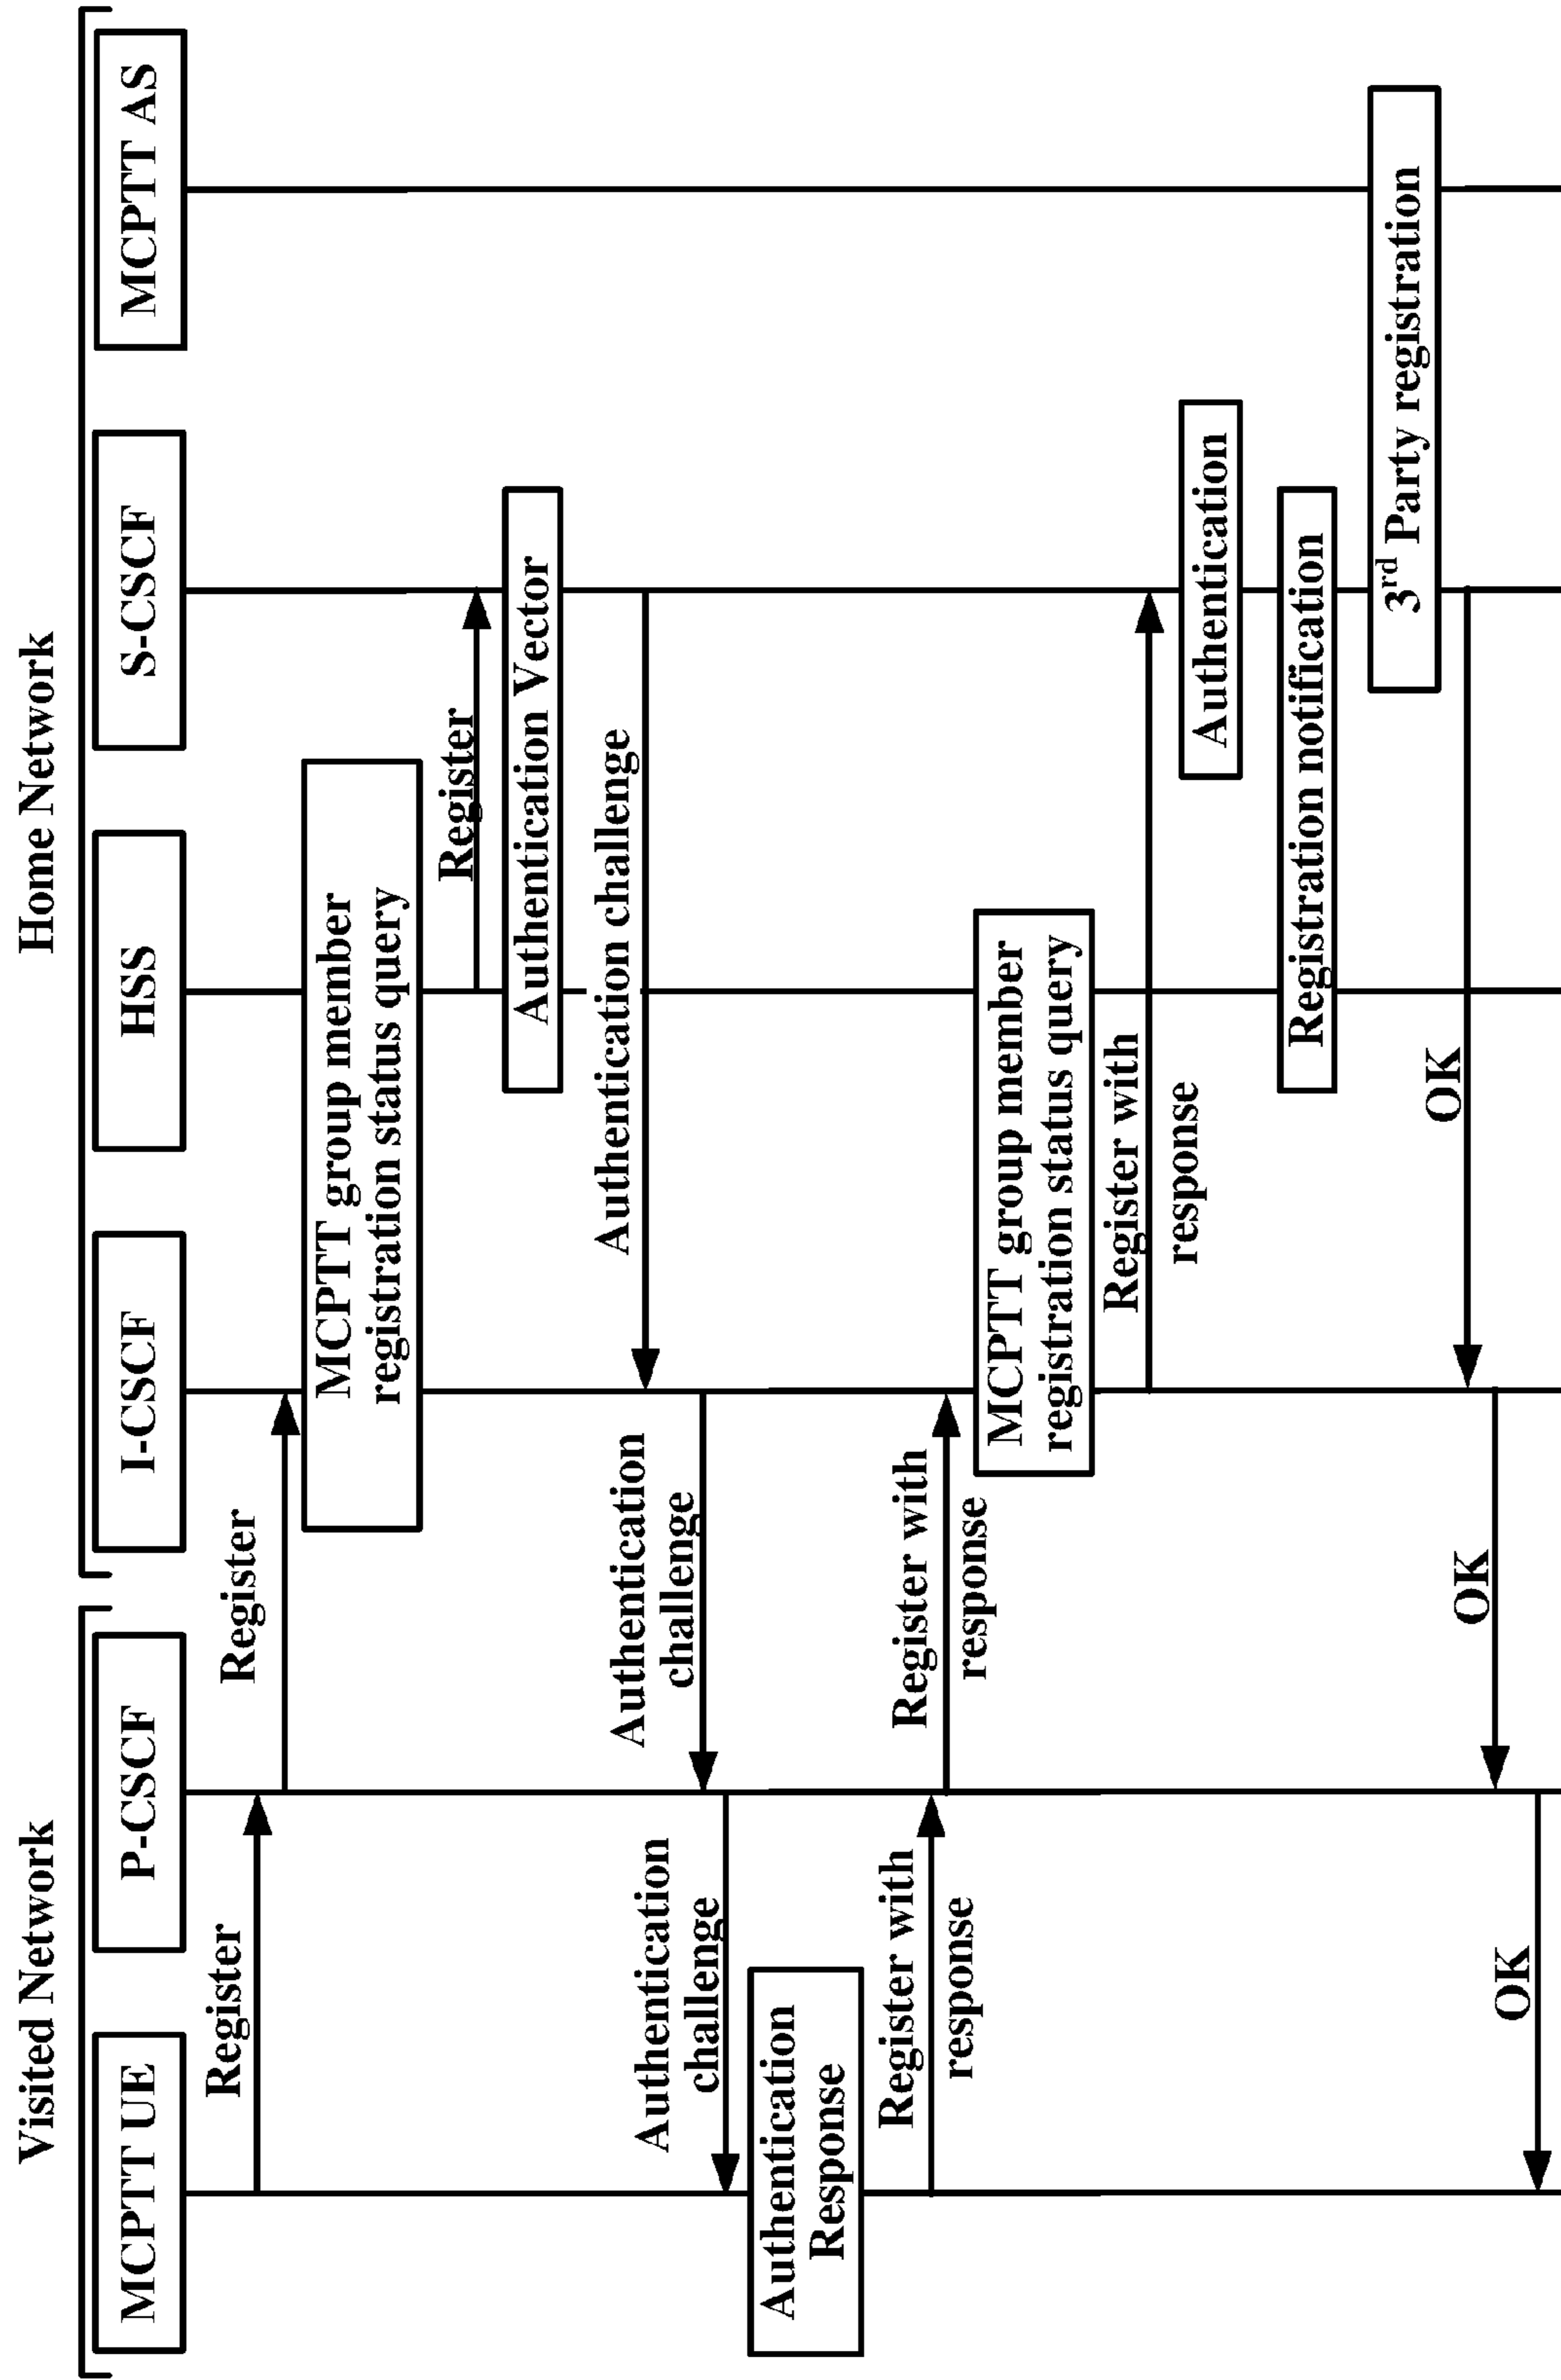 Visited Network
Home Network
MCPTT UE
P-CSCF
I-CSCF
HSS
S-CSCF
MCPTT AS
Register
Register
MCPTT group member
registration status query
Register
Authentication Vector
Authentication challenge
Authentication
challenge
Authentication
challenge
Authentication
Response
Register with
response
Register with
response
MCPTT group member
registration status query
Register with
response
Authentication
Registration notification
3rd Party registration
OK
OK
OK